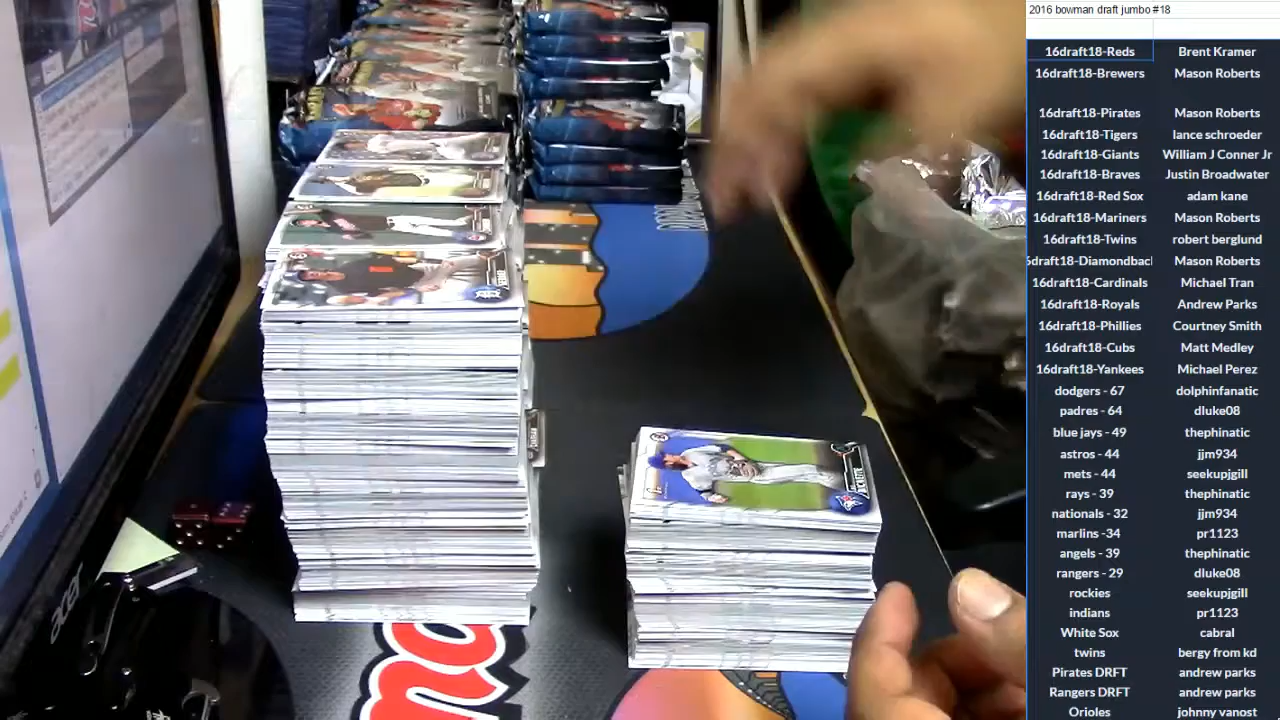 2016 bowman draft jumbo #18
16draft18-Reds Brent Kramer
16draft18-Brewers Mason Roberts
16draft18-Pirates Mason Roberts
16draft18-Tigers lance schroeder
16draft18-Giants William J Conner Jr
16draft18-Braves Justin Broadwater
16draft18-Red Sox adam kane
16draft18-Mariners Mason Roberts
16draft18-Twins robert berglund
6draft18-Diamondbac Mason Roberts
16draft18-Cardinals Michael Tran
16draft18-Royals Andrew Parks
16draft18-Phillies Courtney Smith
16draft18-Cubs Matt Medley
16draft18-Yankees Michael Perez
dodgers - 67 dolphinfanatic
padres - 64 dluke08
blue jays - 49 thephinatic
astros - 44 jjm934
mets - 44 seekupjgill
rays - 39 thephinatic
nationals - 32 jjm934
marlins -34 pr1123
angels - 39 thephinatic
rangers - 29 dluke08
rockies seekupjgill
indians pr1123
White Sox cabral
twins bergy from kd
Pirates DRFT andrew parks
Rangers DRFT andrew parks
Orioles johnny vanost
acer